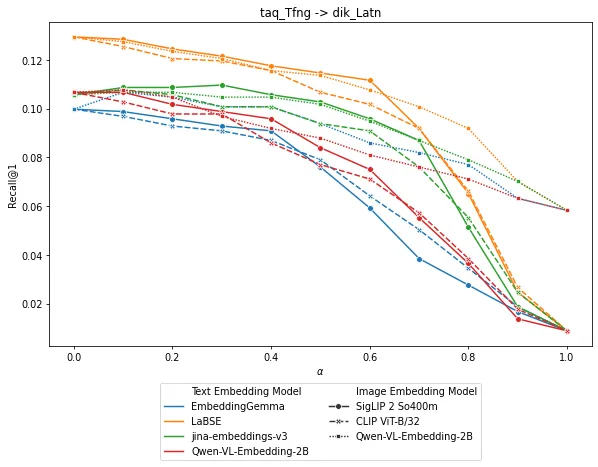 taq_Tfng -> dik_Latn
Recall@1
0.12
0.10
0.08
0.06
0.04
0.02
0.0 0.2 0.4 0.6 0.8 1.0
α
Text Embedding Model Image Embedding Model
EmbeddingGemma SigLIP 2 So400m
LaBSE CLIP ViT-B/32
jina-embeddings-v3 Qwen-VL-Embedding-2B
Qwen-VL-Embedding-2B